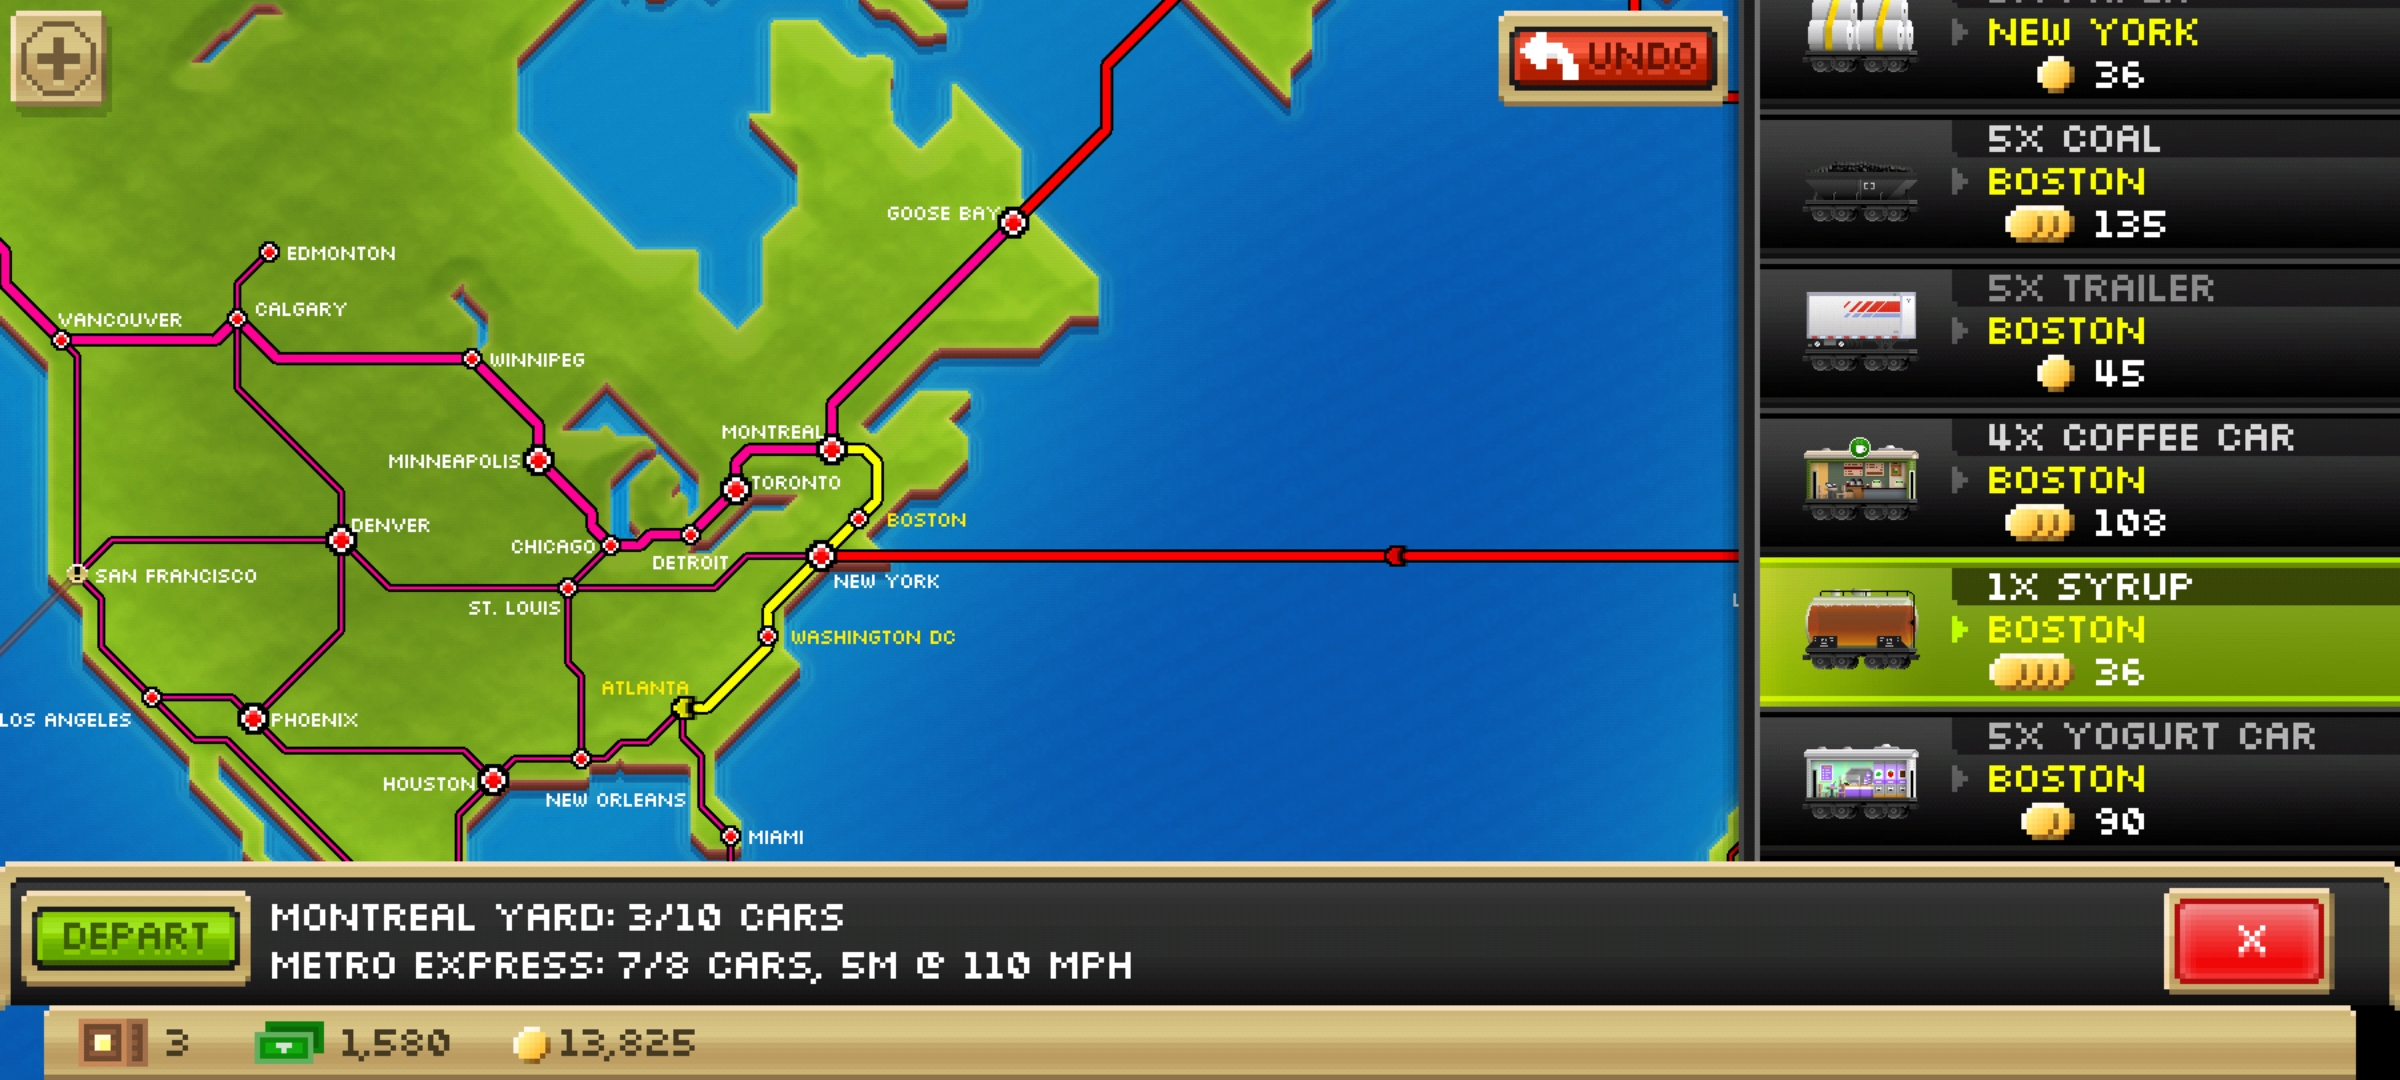 UNDO
NEW YORK
36
5X COAL
BOSTON
135
5X TRAILER
BOSTON
45
4X COFFEE CAR
BOSTON
108
1X SYRUP
BOSTON
36
5X YOGURT CAR
BOSTON
90
GOOSE BAY
EDMONTON
CALGARY
VANCOUVER
WINNIPEG
MONTREAL
MINNEAPOLIS
TORONTO
BOSTON
DENVER
CHICAGO
DETROIT
SAN FRANCISCO
NEW YORK
ST. LOUIS
WASHINGTON DC
ATLANTA
LOS ANGELES
PHOENIX
HOUSTON
NEW ORLEANS
MIAMI
DEPART
MONTREAL YARD: 3/10 CARS
METRO EXPRESS: 7/8 CARS, 5M @ 110 MPH
X
3
1,580
13,825